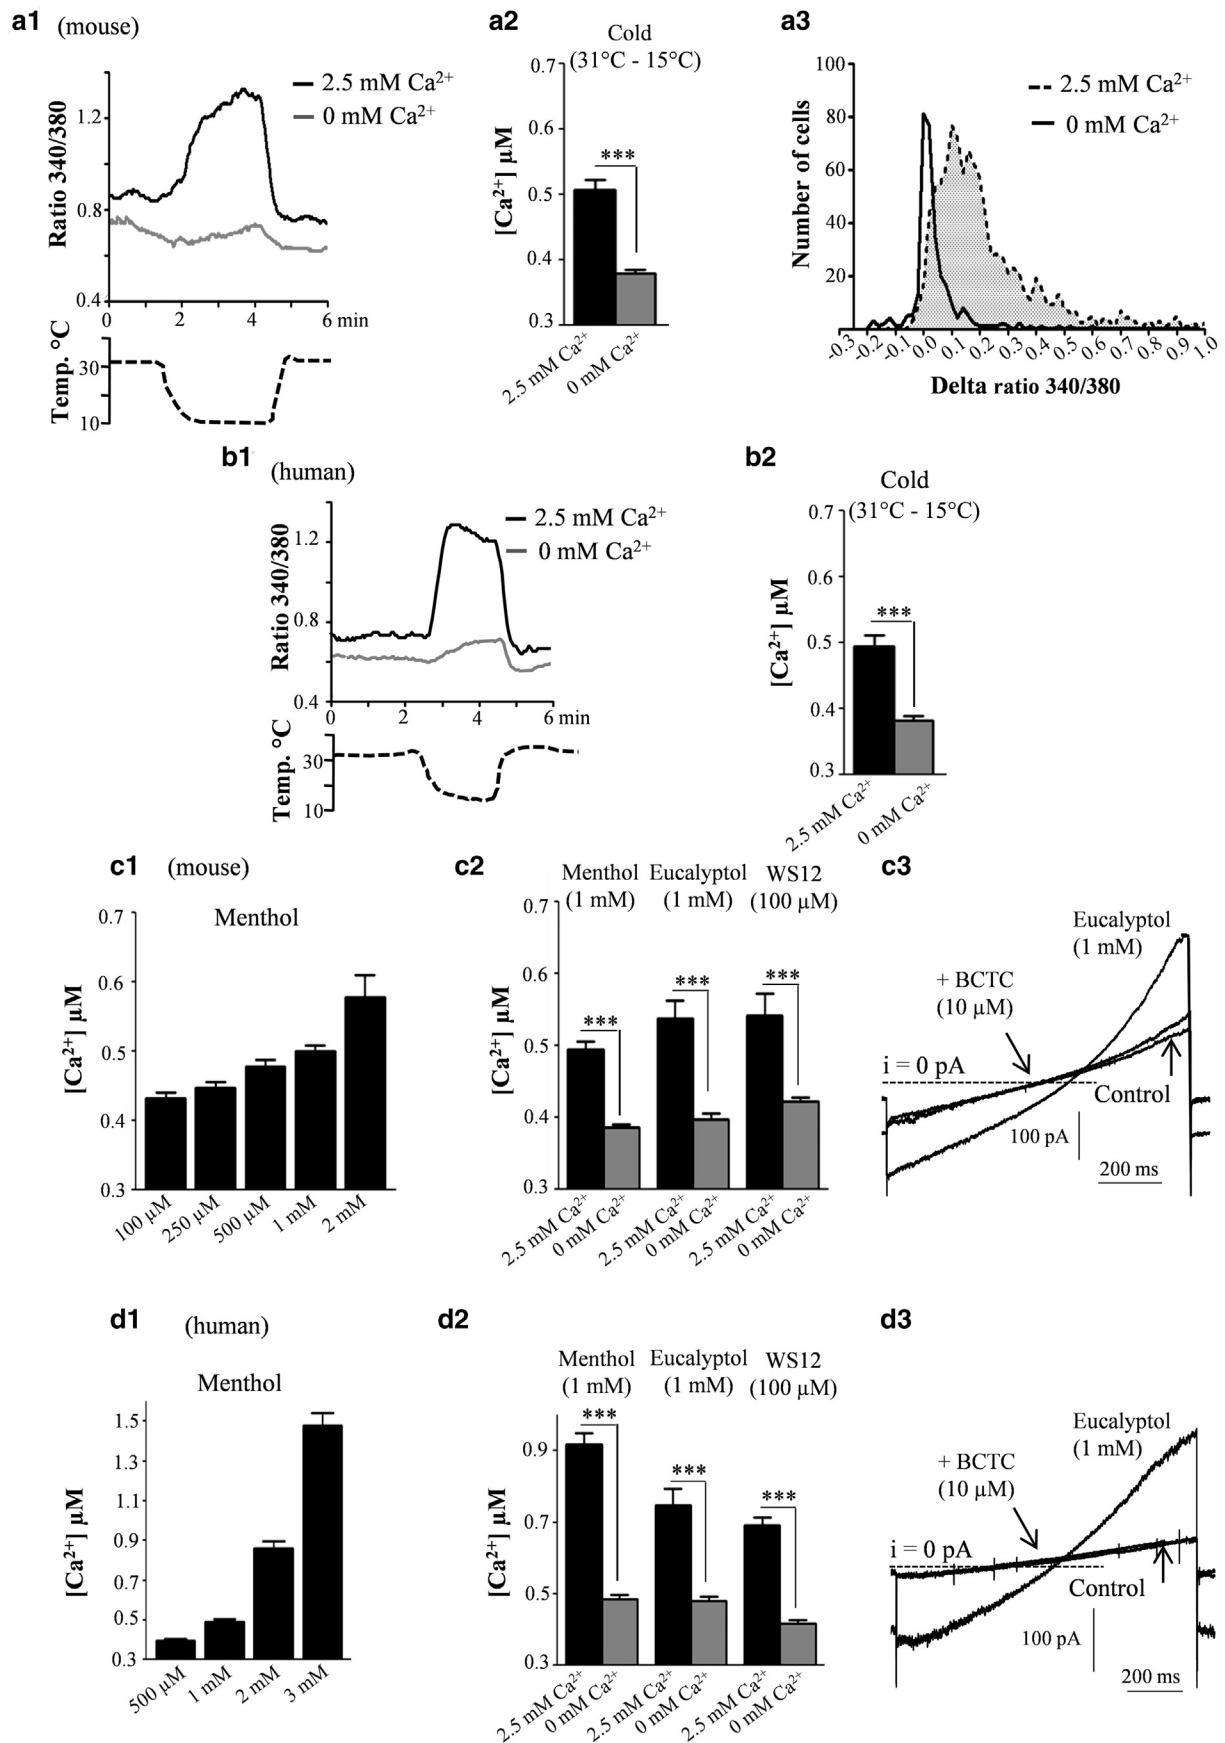 a1 (mouse)
2.5 mM Ca²⁺
0 mM Ca²⁺
Ratio 340/380
1.2
0.8
0.4
0 2 4 6 min
Temp. °C
30
10
a2
Cold
(31°C - 15°C)
[Ca²⁺] µM
0.7
0.6
0.5
0.4
0.3
***
2.5 mM Ca²⁺
0 mM Ca²⁺
a3
2.5 mM Ca²⁺
0 mM Ca²⁺
Number of cells
100
80
60
40
20
-0.3 -0.2 -0.1 0.0 0.1 0.2 0.3 0.4 0.5 0.6 0.7 0.8 0.9 1.0
Delta ratio 340/380
b1 (human)
2.5 mM Ca²⁺
0 mM Ca²⁺
Ratio 340/380
1.2
0.8
0.4
0 2 4 6 min
Temp. °C
30
10
b2
Cold
(31°C - 15°C)
[Ca²⁺] µM
0.7
0.6
0.5
0.4
0.3
***
2.5 mM Ca²⁺
0 mM Ca²⁺
c1 (mouse)
Menthol
[Ca²⁺] µM
0.7
0.6
0.5
0.4
0.3
100 µM
250 µM
500 µM
1 mM
2 mM
c2
Menthol
(1 mM)
Eucalyptol
(1 mM)
WS12
(100 µM)
[Ca²⁺] µM
0.7
0.6
0.5
0.4
0.3
***
***
***
2.5 mM Ca²⁺
0 mM Ca²⁺
2.5 mM Ca²⁺
0 mM Ca²⁺
2.5 mM Ca²⁺
0 mM Ca²⁺
c3
Eucalyptol
(1 mM)
+ BCTC
(10 µM)
i = 0 pA
Control
100 pA
200 ms
d1 (human)
Menthol
[Ca²⁺] µM
1.5
1.3
1.1
0.9
0.7
0.5
0.3
500 µM
1 mM
2 mM
3 mM
d2
Menthol
(1 mM)
Eucalyptol
(1 mM)
WS12
(100 µM)
[Ca²⁺] µM
0.9
0.7
0.5
0.3
***
***
***
2.5 mM Ca²⁺
0 mM Ca²⁺
2.5 mM Ca²⁺
0 mM Ca²⁺
2.5 mM Ca²⁺
0 mM Ca²⁺
d3
Eucalyptol
(1 mM)
+ BCTC
(10 µM)
i = 0 pA
Control
100 pA
200 ms